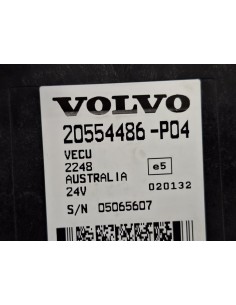 VOLVO
20554486-P04
VECU
2248 e5
AUSTRALIA
24V 020132
S/N 05065607